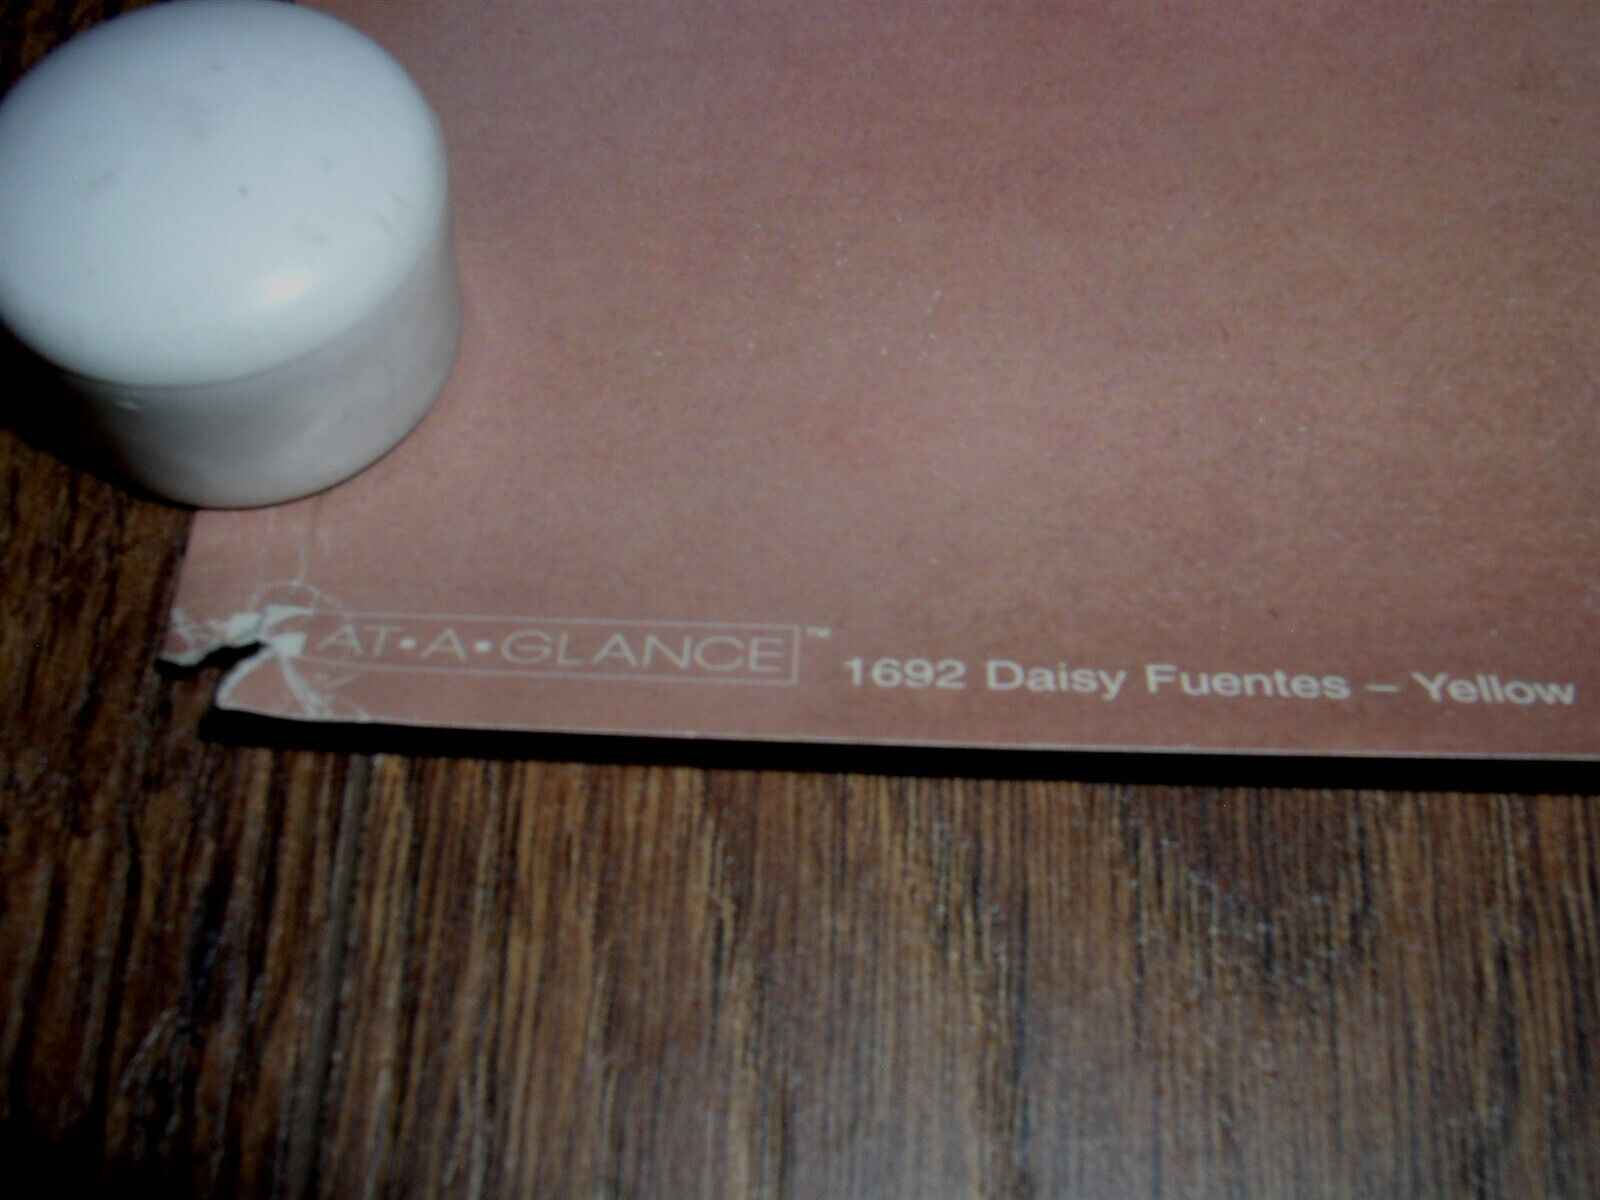 AT•A•GLANCE™ 1692 Daisy Fuentes – Yellow